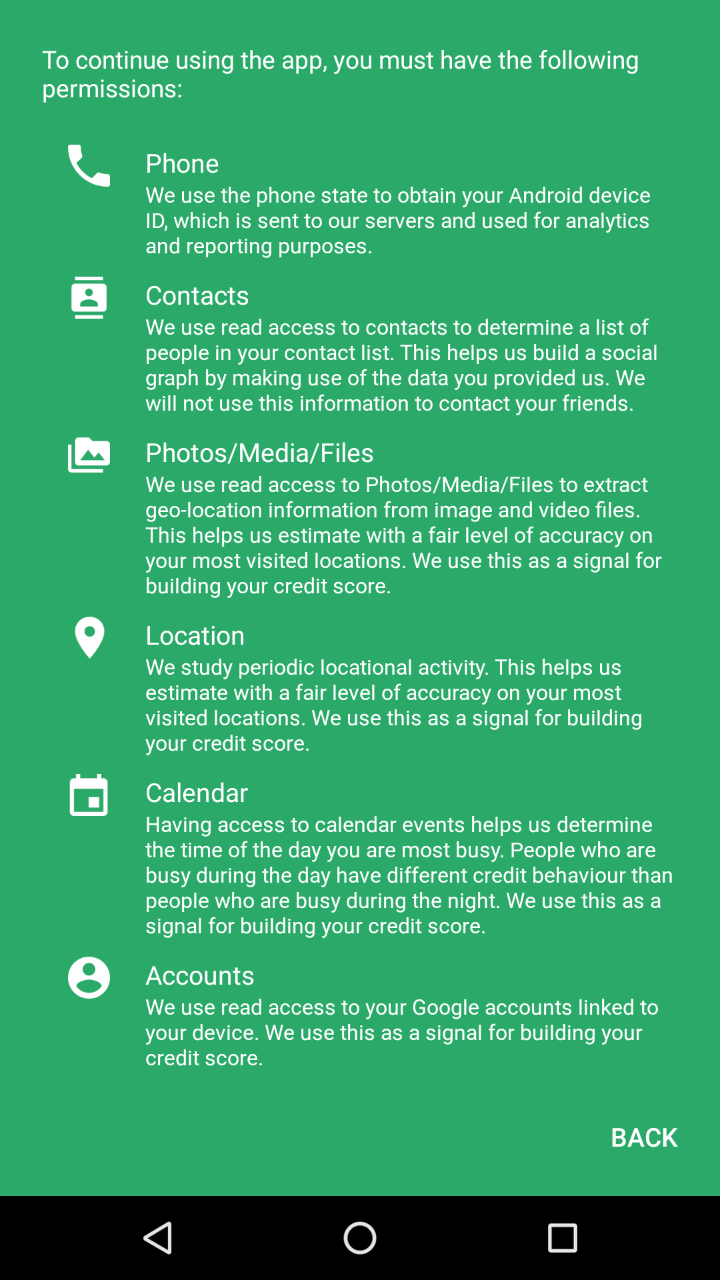 To continue using the app, you must have the following
permissions:
Phone
We use the phone state to obtain your Android device
ID, which is sent to our servers and used for analytics
and reporting purposes.
Contacts
We use read access to contacts to determine a list of
people in your contact list. This helps us build a social
graph by making use of the data you provided us. We
will not use this information to contact your friends.
Photos/Media/Files
We use read access to Photos/Media/Files to extract
geo-location information from image and video files.
This helps us estimate with a fair level of accuracy on
your most visited locations. We use this as a signal for
building your credit score.
Location
We study periodic locational activity. This helps us
estimate with a fair level of accuracy on your most
visited locations. We use this as a signal for building
your credit score.
Calendar
Having access to calendar events helps us determine
the time of the day you are most busy. People who are
busy during the day have different credit behaviour than
people who are busy during the night. We use this as a
signal for building your credit score.
Accounts
We use read access to your Google accounts linked to
your device. We use this as a signal for building your
credit score.
BACK